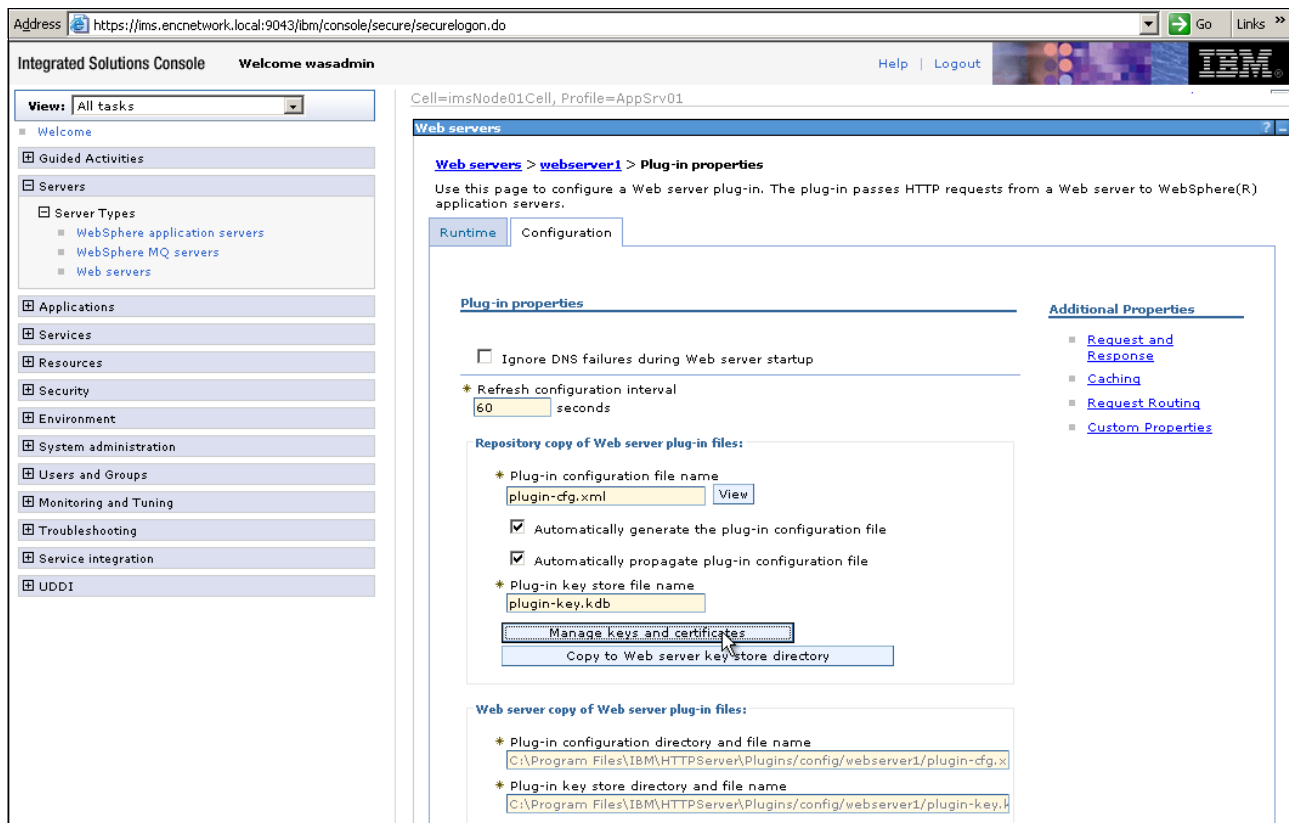 Address https://ims.encnetwork.local:9043/ibm/console/secure/securelogon.do Go Links »
Integrated Solutions Console Welcome wasadmin Help | Logout IBM®
View: All tasks
Welcome
Guided Activities
Servers
Server Types
WebSphere application servers
WebSphere MQ servers
Web servers
Applications
Services
Resources
Security
Environment
System administration
Users and Groups
Monitoring and Tuning
Troubleshooting
Service integration
UDDI
Cell=imsNode01Cell, Profile=AppSrv01
Web servers ? -
Web servers > webserver1 > Plug-in properties
Use this page to configure a Web server plug-in. The plug-in passes HTTP requests from a Web server to WebSphere(R)
application servers.
Runtime Configuration
Plug-in properties
Ignore DNS failures during Web server startup
* Refresh configuration interval
60 seconds
Repository copy of Web server plug-in files:
* Plug-in configuration file name
plugin-cfg.xml View
Automatically generate the plug-in configuration file
Automatically propagate plug-in configuration file
* Plug-in key store file name
plugin-key.kdb
Manage keys and certificates
Copy to Web server key store directory
Web server copy of Web server plug-in files:
* Plug-in configuration directory and file name
C:\Program Files\IBM\HTTPServer\Plugins/config/webserver1/plugin-cfg.x
* Plug-in key store directory and file name
C:\Program Files\IBM\HTTPServer\Plugins/config/webserver1/plugin-key.k
Additional Properties
Request and
Response
Caching
Request Routing
Custom Properties